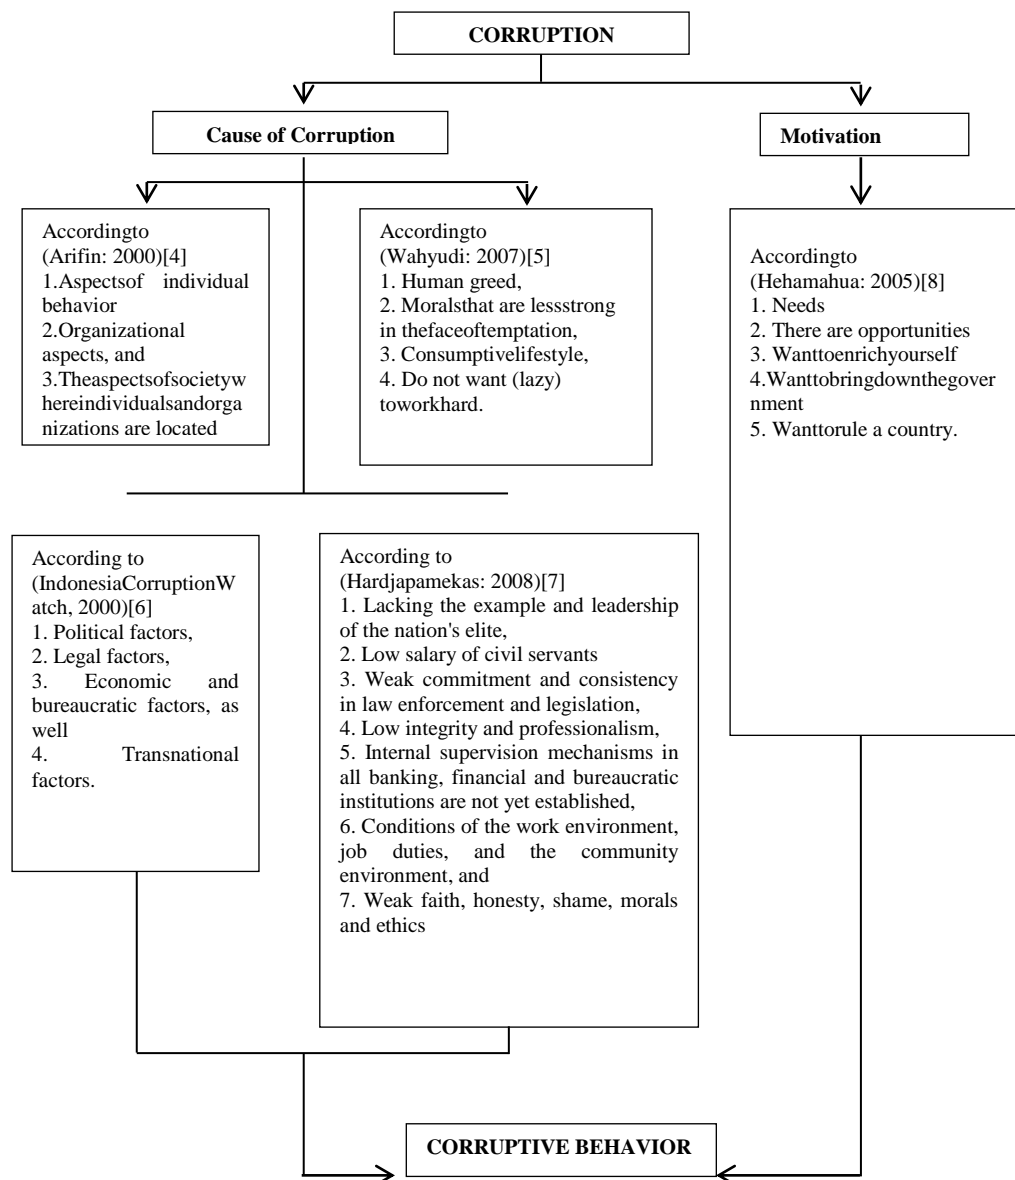 CORRUPTION
Cause of Corruption
Motivation
Accordingto
(Arifin: 2000)[4]
1.Aspectsof individual
behavior
2.Organizational
aspects, and
3.Theaspectsofsocietyw
hereindividualsandorga
nizations are located
Accordingto
(Wahyudi: 2007)[5]
1. Human greed,
2. Moralsthat are lessstrong
in thefaceoftemptation,
3. Consumptivelifestyle,
4. Do not want (lazy)
toworkhard.
Accordingto
(Hehamahua: 2005)[8]
1. Needs
2. There are opportunities
3. Wanttoenrichyourself
4.Wanttobringdownthegover
nment
5. Wanttorule a country.
According to
(IndonesiaCorruptionW
atch, 2000)[6]
1. Political factors,
2. Legal factors,
3. Economic and
bureaucratic factors, as
well
4. Transnational
factors.
According to
(Hardjapamekas: 2008)[7]
1. Lacking the example and leadership
of the nation's elite,
2. Low salary of civil servants
3. Weak commitment and consistency
in law enforcement and legislation,
4. Low integrity and professionalism,
5. Internal supervision mechanisms in
all banking, financial and bureaucratic
institutions are not yet established,
6. Conditions of the work environment,
job duties, and the community
environment, and
7. Weak faith, honesty, shame, morals
and ethics
CORRUPTIVE BEHAVIOR